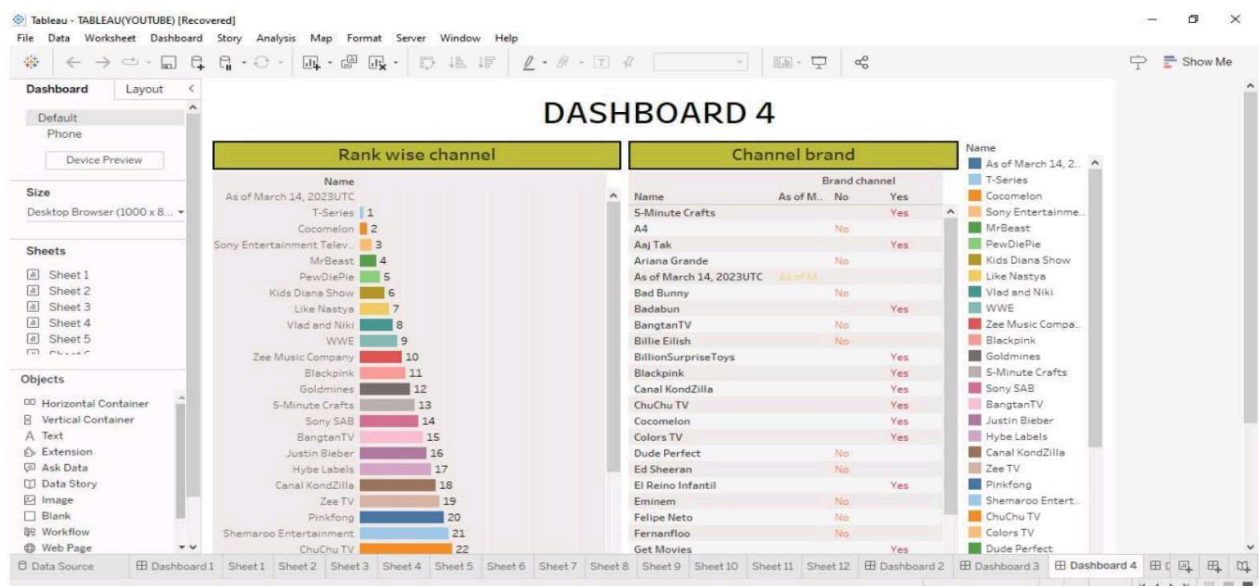 Tableau - TABLEAU(YOUTUBE) [Recovered]
File Data Worksheet Dashboard Story Analysis Map Format Server Window Help
Show Me
Dashboard Layout
Default
Phone
Device Preview
Size
Desktop Browser (1000 x 8...
Sheets
Sheet 1
Sheet 2
Sheet 3
Sheet 4
Sheet 5
Objects
Horizontal Container
Vertical Container
Text
Extension
Ask Data
Data Story
Image
Blank
Workflow
Web Page
DASHBOARD 4
Rank wise channel
Name
As of March 14, 2023UTC
T-Series 1
Cocomelon 2
Sony Entertainment Telev.. 3
MrBeast 4
PewDiePie 5
Kids Diana Show 6
Like Nastya 7
Vlad and Niki 8
WWE 9
Zee Music Company 10
Blackpink 11
Goldmines 12
5-Minute Crafts 13
Sony SAB 14
BangtanTV 15
Justin Bieber 16
Hybe Labels 17
Canal KondZilla 18
Zee TV 19
Pinkfong 20
Shemaroo Entertainment 21
ChuChu TV 22
Channel brand
Brand channel
Name As of M.. No Yes
5-Minute Crafts Yes
A4 No
Aaj Tak Yes
Ariana Grande No
As of March 14, 2023UTC As of M..
Bad Bunny No
Badabun Yes
BangtanTV No
Billie Eilish No
BillionSurpriseToys Yes
Blackpink Yes
Canal KondZilla Yes
ChuChu TV Yes
Cocomelon Yes
Colors TV Yes
Dude Perfect No
Ed Sheeran No
El Reino Infantil Yes
Eminem No
Felipe Neto No
Fernanfloo No
Get Movies Yes
Name
As of March 14, 2..
T-Series
Cocomelon
Sony Entertainme..
MrBeast
PewDiePie
Kids Diana Show
Like Nastya
Vlad and Niki
WWE
Zee Music Compa..
Blackpink
Goldmines
5-Minute Crafts
Sony SAB
BangtanTV
Justin Bieber
Hybe Labels
Canal KondZilla
Zee TV
Pinkfong
Shemaroo Entert..
ChuChu TV
Colors TV
Dude Perfect
Data Source Dashboard 1 Sheet 1 Sheet 2 Sheet 3 Sheet 4 Sheet 5 Sheet 6 Sheet 7 Sheet 8 Sheet 9 Sheet 10 Sheet 11 Sheet 12 Dashboard 2 Dashboard 3 Dashboard 4